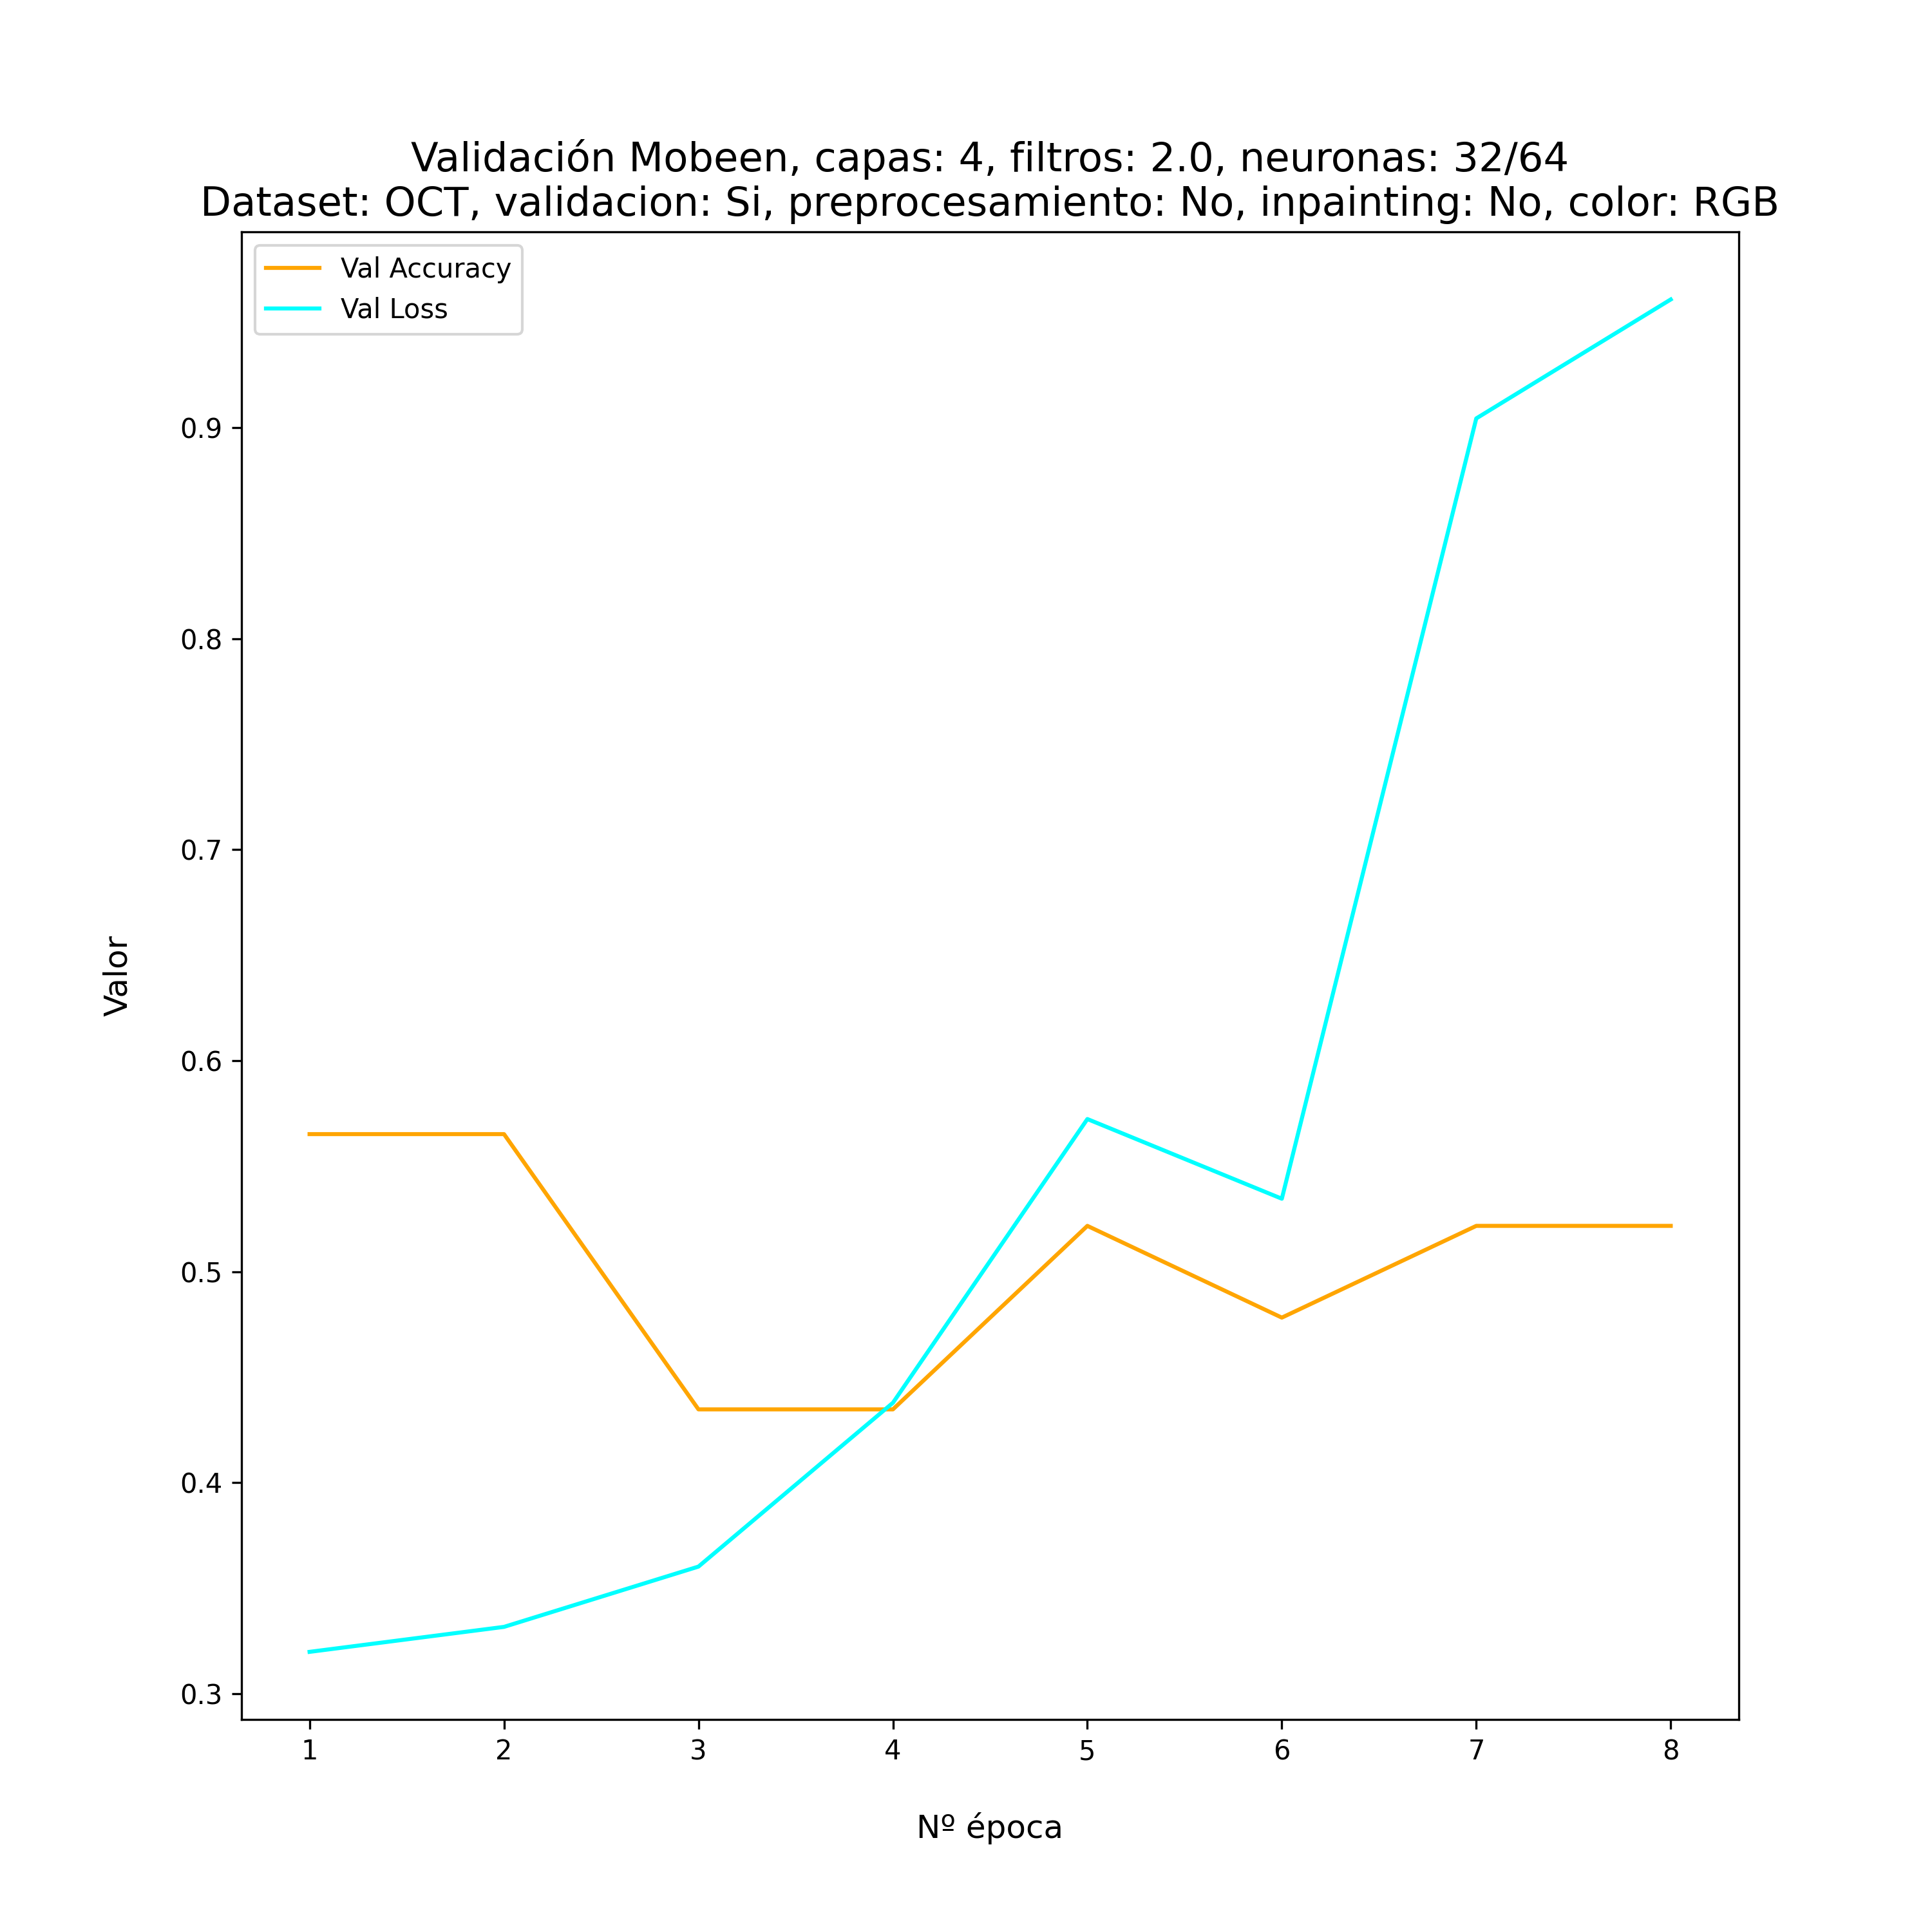 Validación Mobeen, capas: 4, filtros: 2.0, neuronas: 32/64
Dataset: OCT, validacion: Si, preprocesamiento: No, inpainting: No, color: RGB
Val Accuracy
Val Loss
0.9
0.8
0.7
0.6
0.5
0.4
0.3
Valor
1 2 3 4 5 6 7 8
Nº época